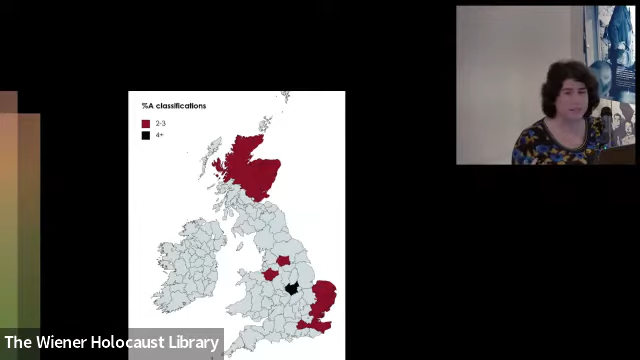 %A classifications
2-3
4+
The Wiener Holocaust Library